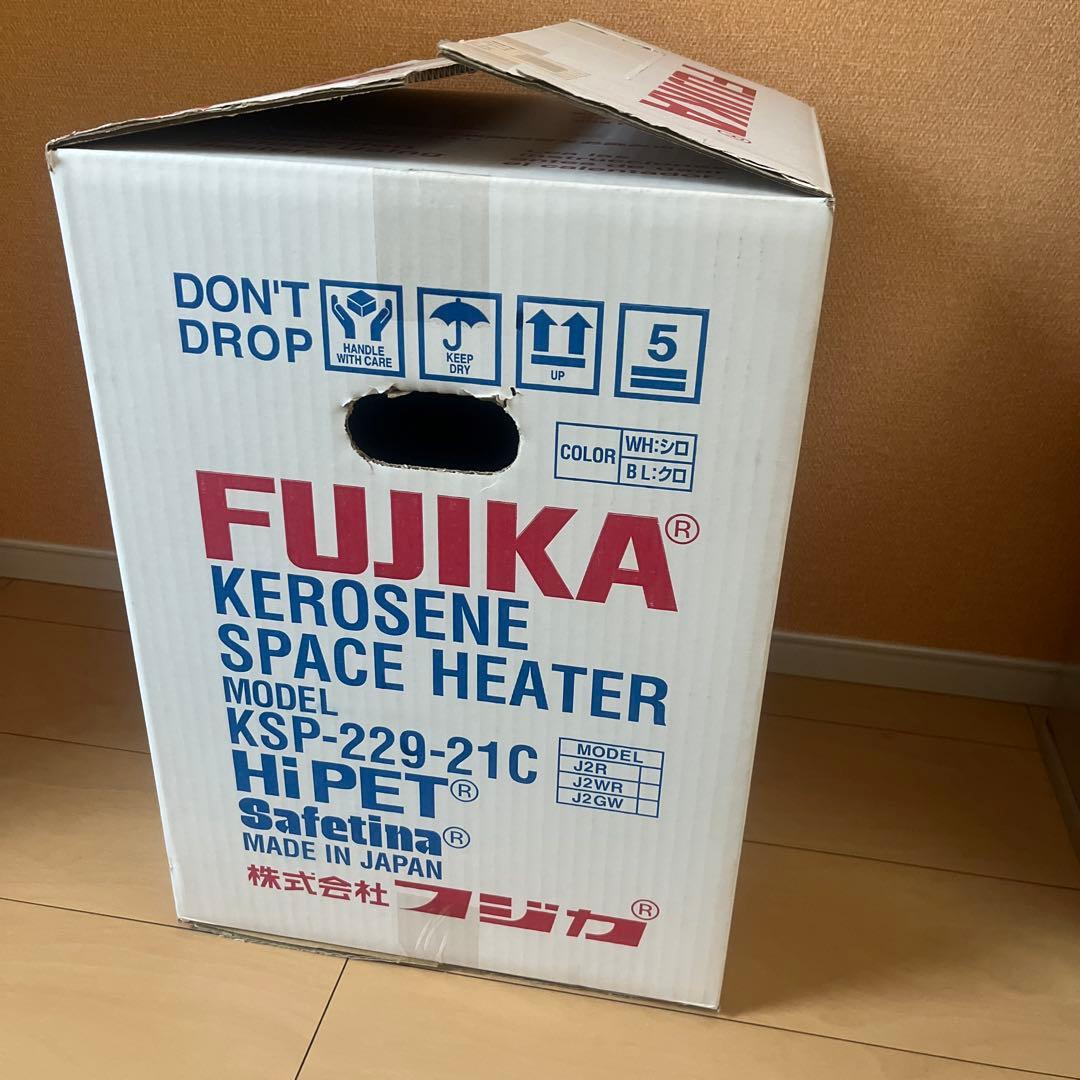 FUJIKA®
DON'T
DROP
HANDLE
WITH CARE
KEEP
DRY
UP
5
COLOR
WH:シロ
BL:クロ
FUJIKA®
KEROSENE
SPACE HEATER
MODEL
KSP-229-21C
MODEL
J2R
J2WR
J2GW
Hi PET®
Safetina®
MADE IN JAPAN
株式会社フジカ®